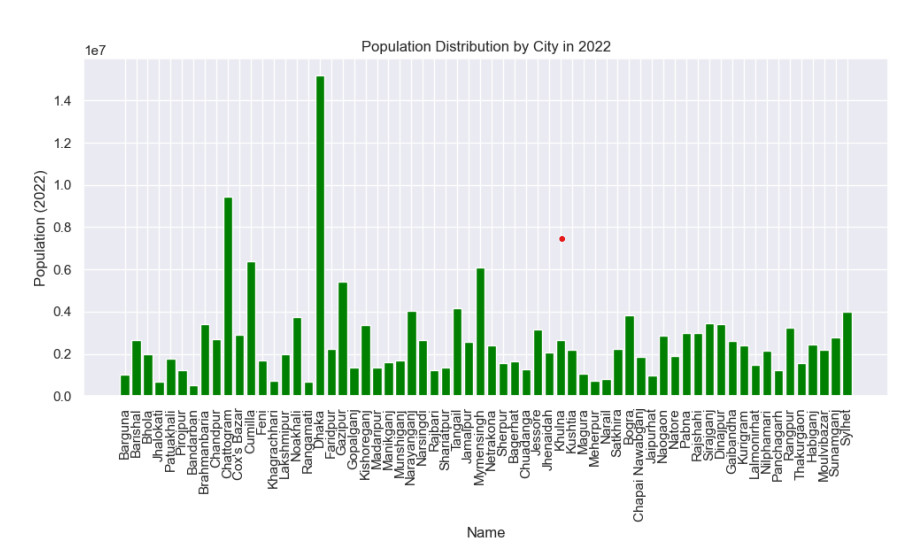 Population Distribution by City in 2022
1e7
1.4
1.2
1.0
0.8
0.6
0.4
0.2
0.0
Population (2022)
Barguna
Barishal
Bhola
Jhalokati
Patuakhali
Pirojpur
Bandarban
Brahmanbaria
Chandpur
Chattogram
Cox's Bazar
Cumilla
Feni
Khagrachhari
Lakshmipur
Noakhali
Rangamati
Dhaka
Faridpur
Gazipur
Gopalganj
Kishoreganj
Madaripur
Manikganj
Munshiganj
Narayanganj
Narsingdi
Rajbari
Shariatpur
Tangail
Jamalpur
Mymensingh
Netrakona
Sherpur
Bagerhat
Chuadanga
Jessore
Jhenaidah
Khulna
Kushtia
Magura
Meherpur
Narail
Satkhira
Bogra
Chapai Nawabganj
Jaipurhat
Naogaon
Natore
Pabna
Rajshahi
Sirajganj
Dinajpur
Gaibandha
Kurigram
Lalmonirhat
Nilphamari
Panchagarh
Rangpur
Thakurgaon
Habiganj
Moulvibazar
Sunamganj
Sylhet
Name